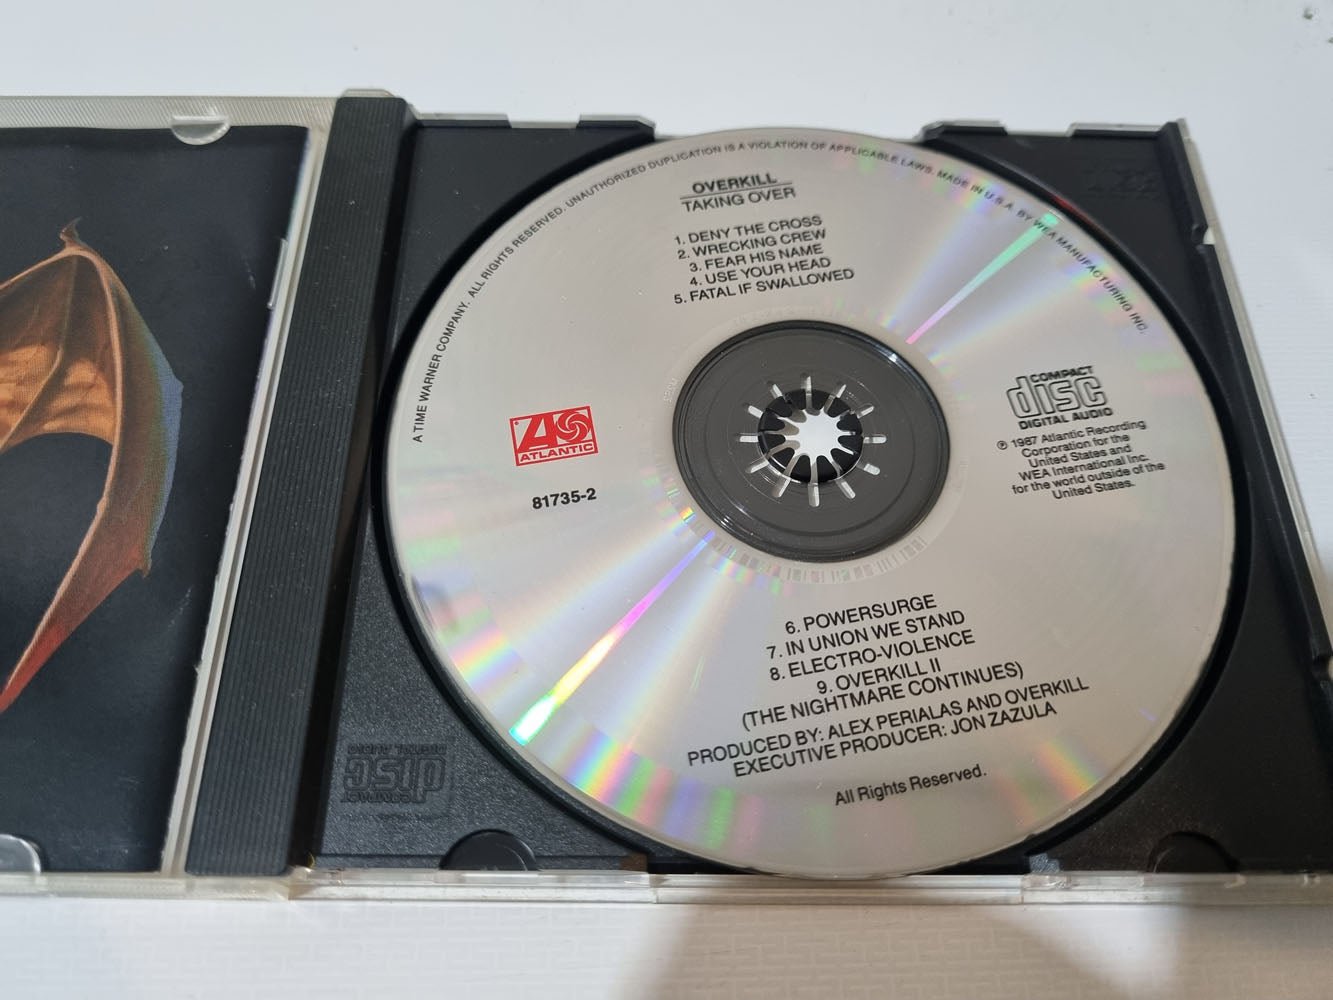 A TIME WARNER COMPANY. ALL RIGHTS RESERVED. UNAUTHORIZED DUPLICATION IS A VIOLATION OF APPLICABLE LAWS. MADE IN U.S.A. BY WEA MANUFACTURING INC.
OVERKILL
TAKING OVER
1. DENY THE CROSS
2. WRECKING CREW
3. FEAR HIS NAME
4. USE YOUR HEAD
5. FATAL IF SWALLOWED
ATLANTIC
81735-2
COMPACT
disc
DIGITAL AUDIO
℗ 1987 Atlantic Recording
Corporation for the
United States and
WEA International Inc.
for the world outside of the
United States.
6. POWERSURGE
7. IN UNION WE STAND
8. ELECTRO-VIOLENCE
9. OVERKILL II
(THE NIGHTMARE CONTINUES)
PRODUCED BY: ALEX PERIALAS AND OVERKILL
EXECUTIVE PRODUCER: JON ZAZULA
All Rights Reserved.
COMPACT
disc
DIGITAL AUDIO